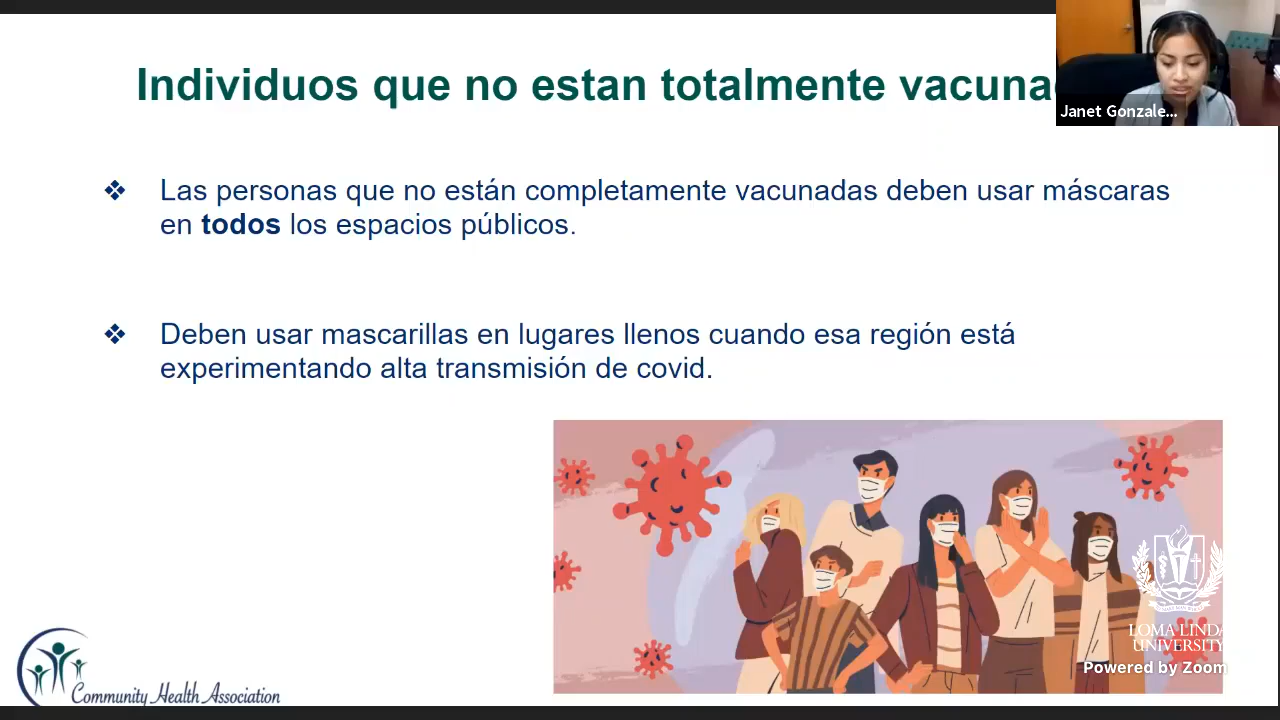 Individuos que no estan totalmente
Janet Gonzale...
❖ Las personas que no están completamente vacunadas deben usar máscaras
en todos los espacios públicos.
❖ Deben usar mascarillas en lugares llenos cuando esa región está
experimentando alta transmisión de covid.
LOMA LINDA
UNIVERSITY
Powered by Zoom
Community Health Association